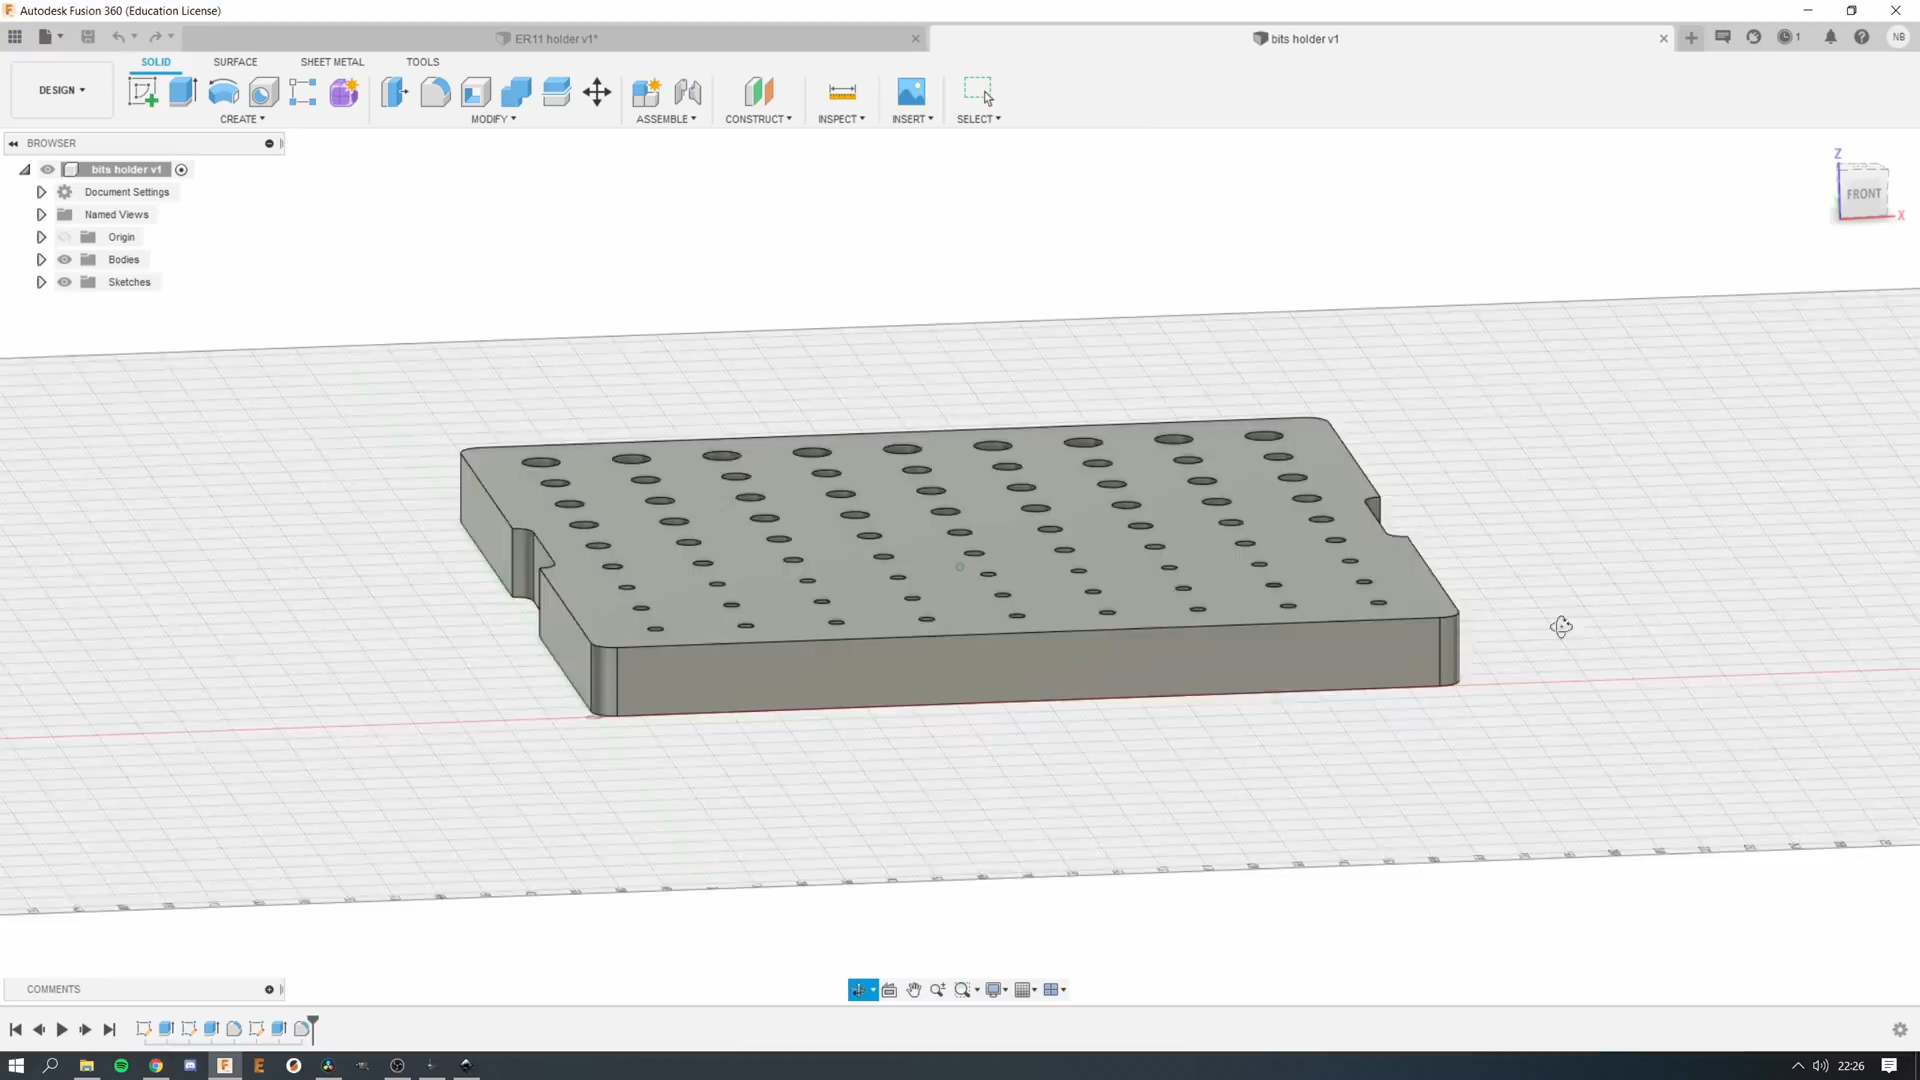 Autodesk Fusion 360 (Education License)
ER11 holder v1*
bits holder v1
1
NB
DESIGN
SOLID
SURFACE
SHEET METAL
TOOLS
CREATE
MODIFY
ASSEMBLE
CONSTRUCT
INSPECT
INSERT
SELECT
BROWSER
bits holder v1
Document Settings
Named Views
Origin
Bodies
Sketches
Z
FRONT
X
COMMENTS
22:26